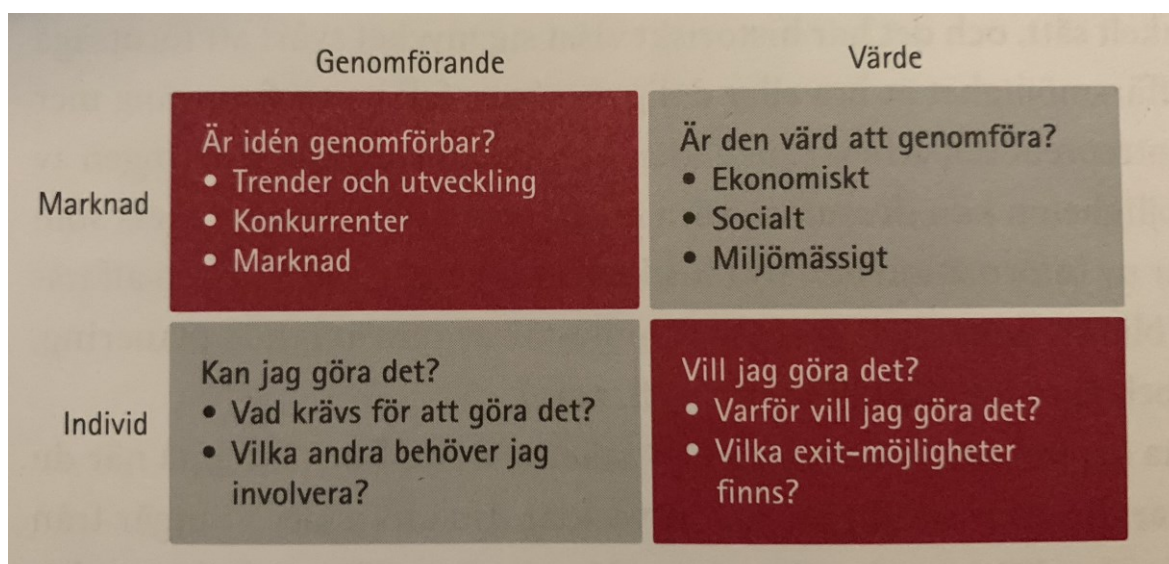 Genomförande
Värde
Marknad
Är idén genomförbar?
• Trender och utveckling
• Konkurrenter
• Marknad
Är den värd att genomföra?
• Ekonomiskt
• Socialt
• Miljömässigt
Individ
Kan jag göra det?
• Vad krävs för att göra det?
• Vilka andra behöver jag
involvera?
Vill jag göra det?
• Varför vill jag göra det?
• Vilka exit-möjligheter
finns?